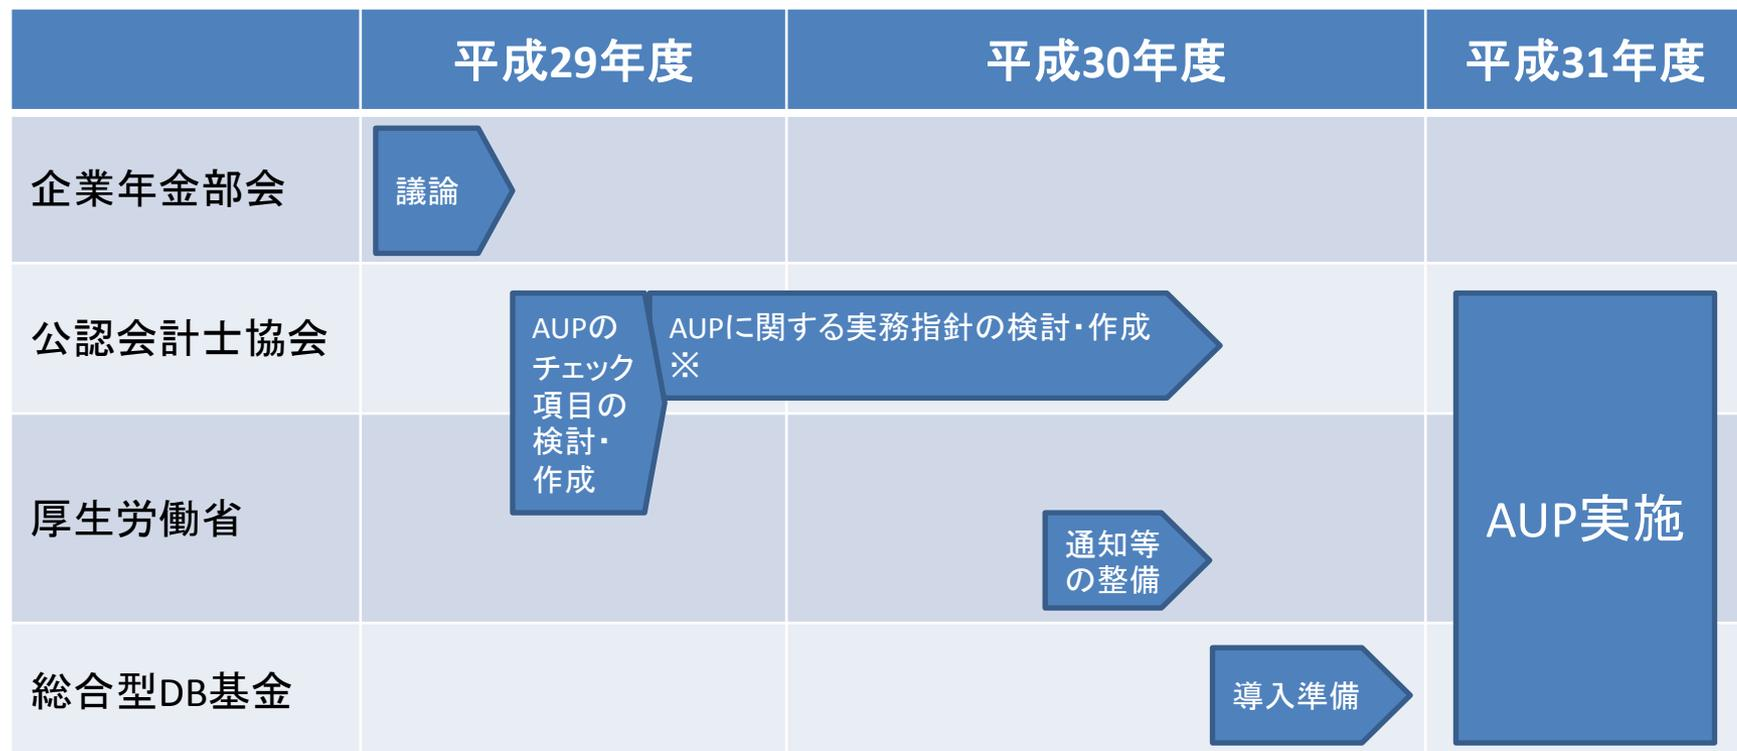 平成29年度
平成30年度
平成31年度
企業年金部会
議論
公認会計士協会
AUPの
チェック
項目の
検討・
作成
AUPに関する実務指針の検討・作成
※
厚生労働省
通知等
の整備
総合型DB基金
導入準備
AUP実施